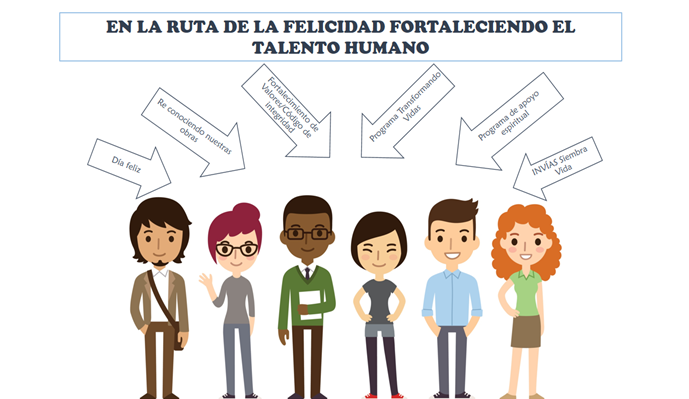 EN LA RUTA DE LA FELICIDAD FORTALECIENDO EL
TALENTO HUMANO
Día feliz
Re conociendo nuestras
obras
Fortalecimiento de
Valores/Código de
Integridad
Programa Transformando
Vidas
Programa de apoyo
espiritual
INVÍAS Siembra
Vida